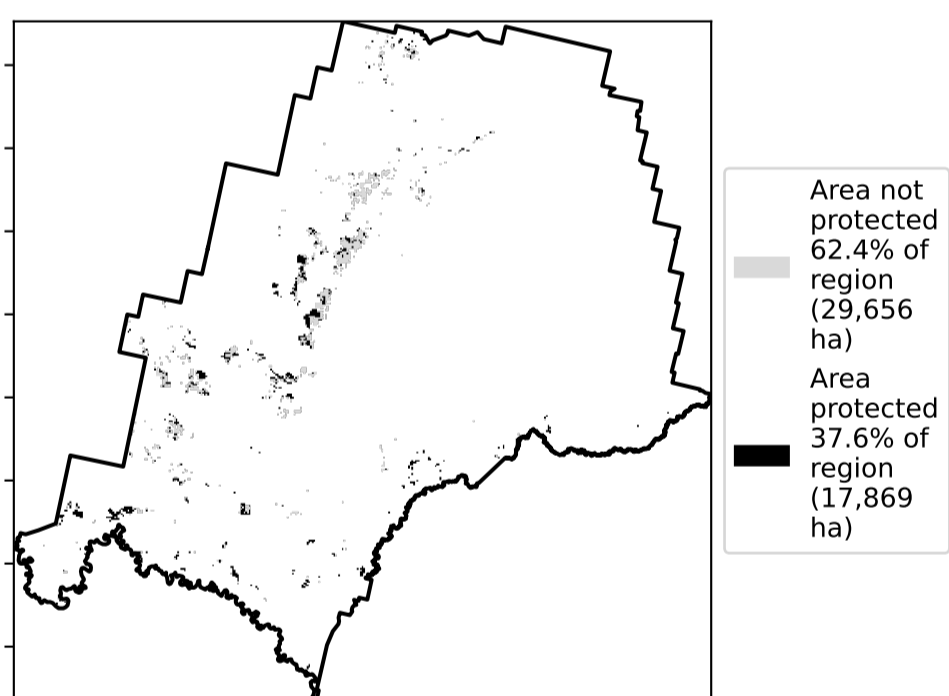 Area not
protected
62.4% of
region
(29,656
ha)
Area
protected
37.6% of
region
(17,869
ha)